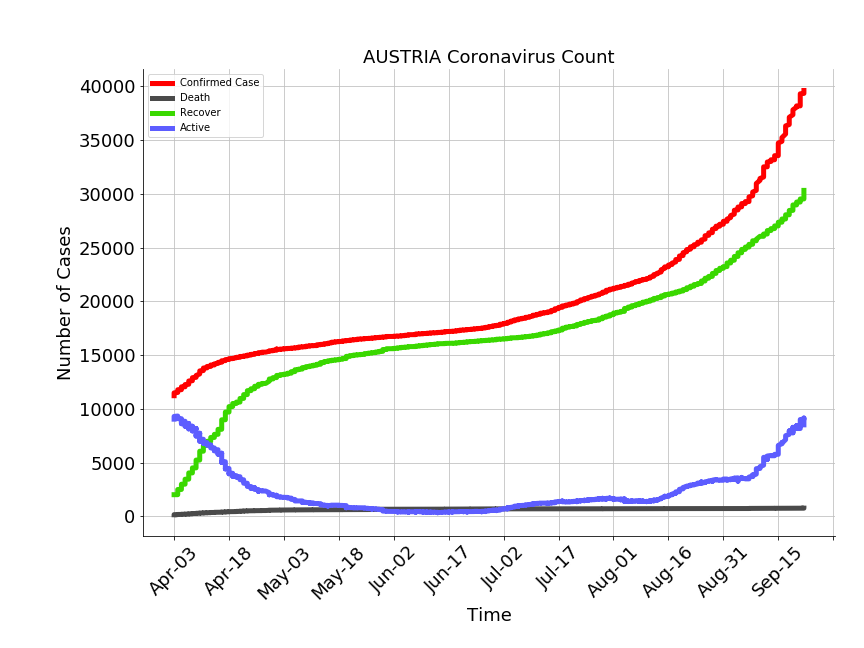 AUSTRIA Coronavirus Count
Confirmed Case
Death
Recover
Active
Number of Cases
40000
35000
30000
25000
20000
15000
10000
5000
0
Apr-03
Apr-18
May-03
May-18
Jun-02
Jun-17
Jul-02
Jul-17
Aug-01
Aug-16
Aug-31
Sep-15
Time